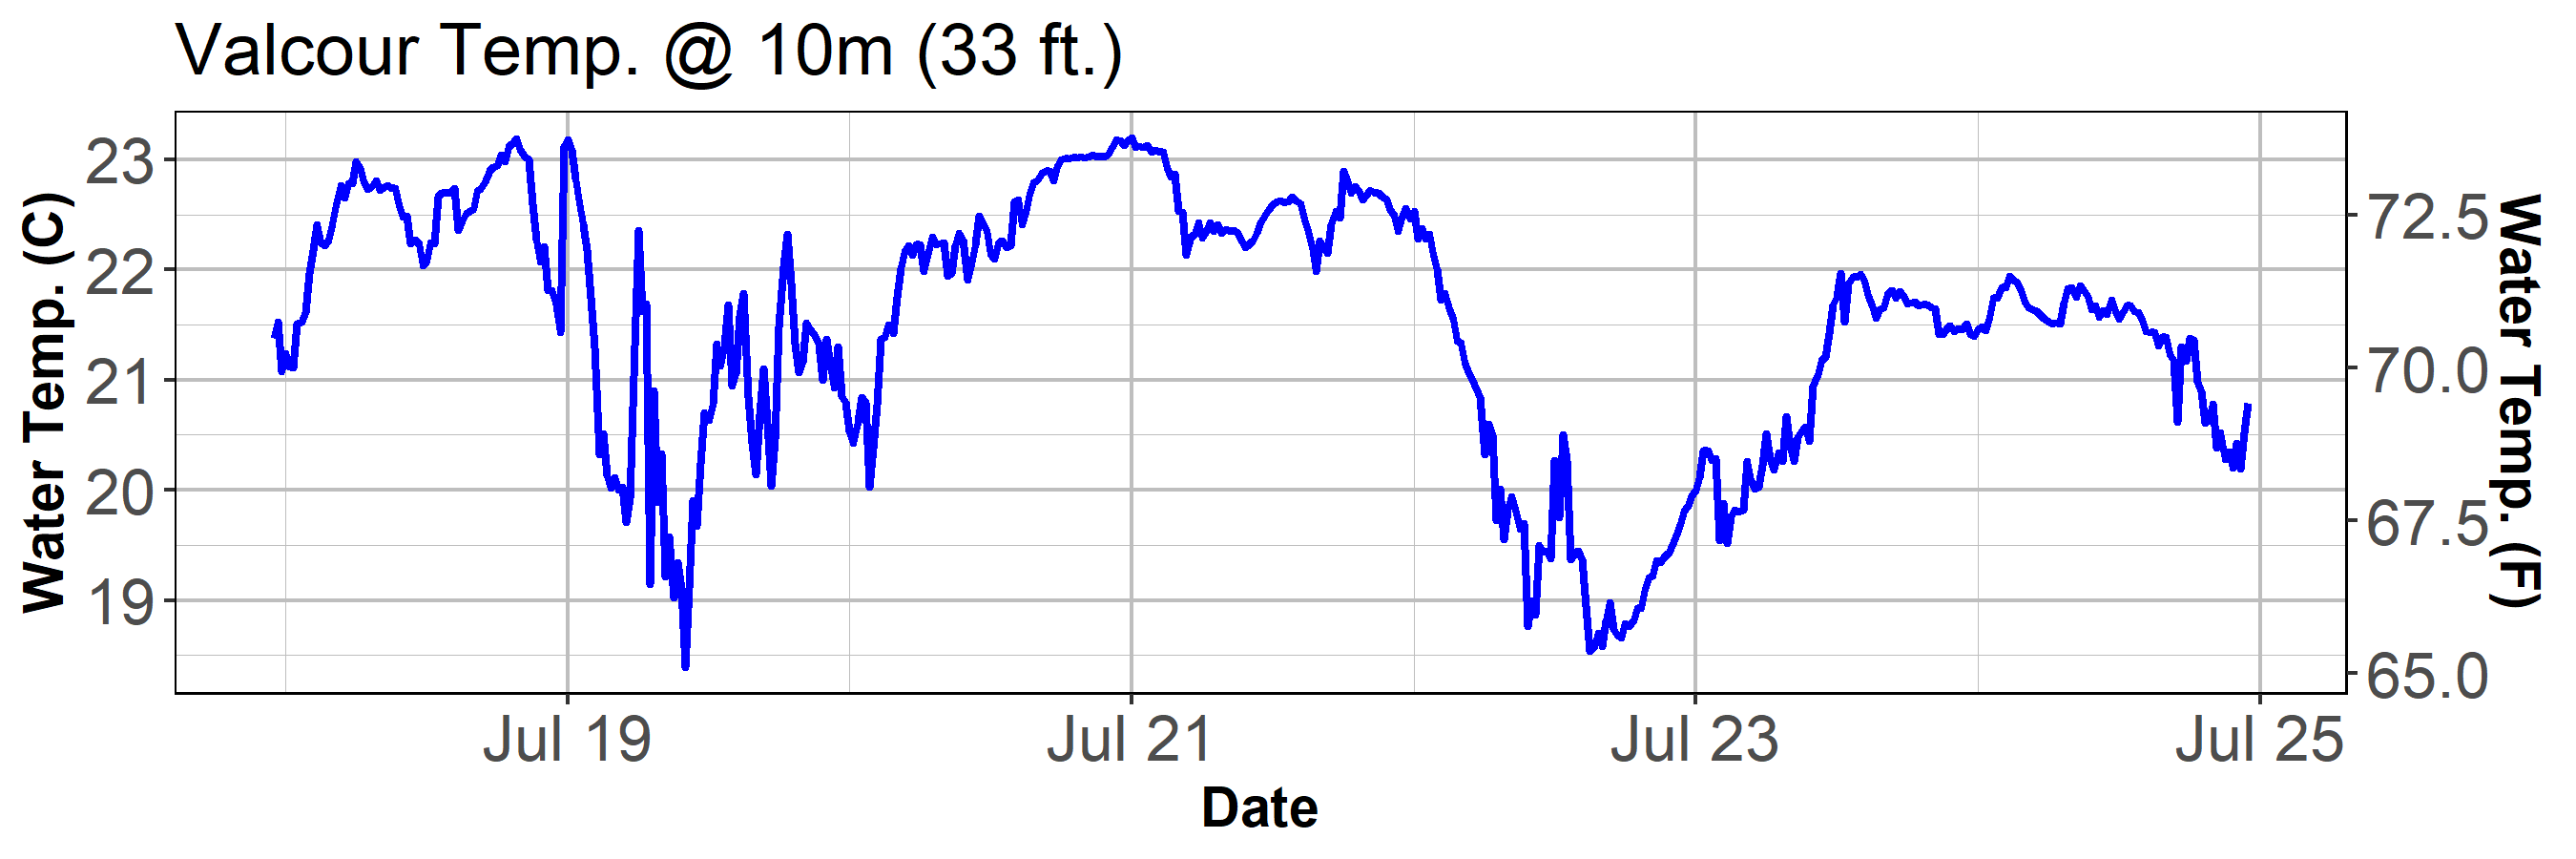 Valcour Temp. @ 10m (33 ft.)
Water Temp. (C)
23
22
21
20
19
72.5
70.0
67.5
65.0
Water Temp. (F)
Jul 19
Jul 21
Jul 23
Jul 25
Date